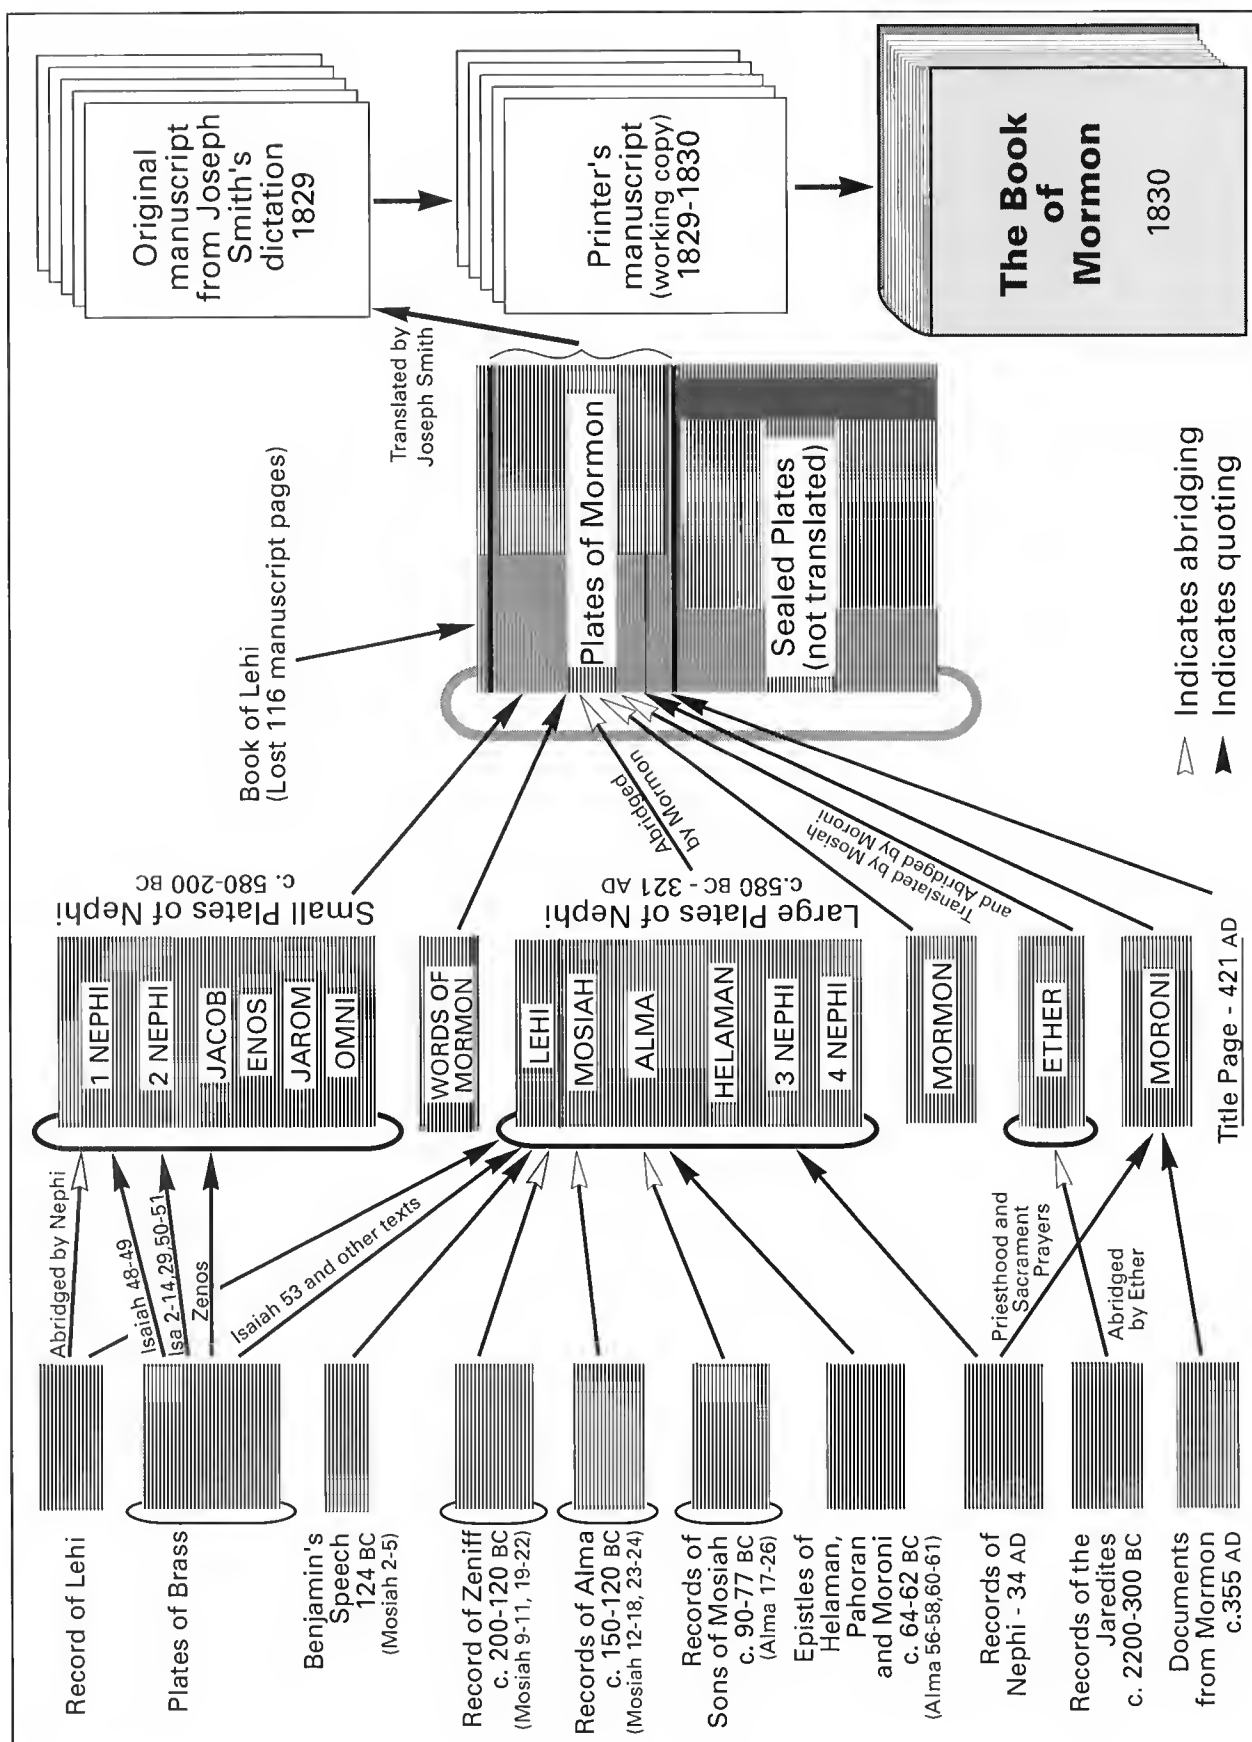 Record of Lehi
Plates of Brass
Benjamin's
Speech
124 BC
(Mosiah 2-5)
Record of Zeniff
c. 200-120 BC
(Mosiah 9-11, 19-22)
Records of Alma
c. 150-120 BC
(Mosiah 12-18, 23-24)
Records of
Sons of Mosiah
c. 90-77 BC
(Alma 17-26)
Epistles of
Helaman,
Pahoran
and Moroni
c. 64-62 BC
(Alma 56-58,60-61)
Records of
Nephi - 34 AD
Records of the
Jaredites
c. 2200-300 BC
Documents
from Mormon
c.355 AD
Abridged by Nephi
Isaiah 48-49
Isa 2-14,29,50-51
Zenos
Isaiah 53 and other texts
Priesthood and
Sacrament
Prayers
Abridged
by Ether
1 NEPHI
2 NEPHI
JACOB
ENOS
JAROM
OMNI
Small Plates of Nephi
c. 580-200 BC
WORDS OF
MORMON
LEHI
MOSIAH
ALMA
HELAMAN
3 NEPHI
4 NEPHI
Large Plates of Nephi
c.580 BC - 321 AD
MORMON
ETHER
MORONI
Title Page - 421 AD
Abridged
by Mormon
Translated by Mosiah
and Abridged by Moroni
Book of Lehi
(Lost 116 manuscript pages)
Plates of Mormon
Sealed Plates
(not translated)
Translated by
Joseph Smith
Indicates abridging
Indicates quoting
Original
manuscript
from Joseph
Smith's
dictation
1829
Printer's
manuscript
(working copy)
1829-1830
The Book
of
Mormon
1830